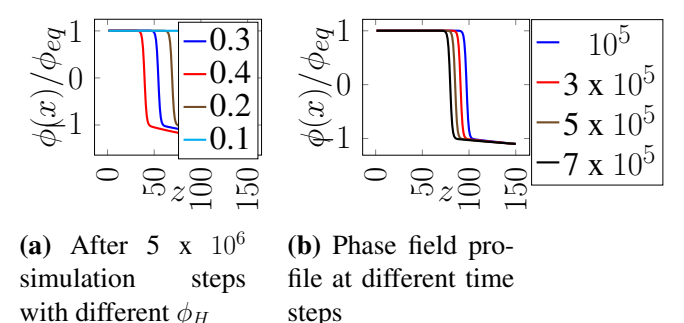 1
0
1
ϕ(x)/ϕeq
0
50
100
150
z
0.3
0.4
0.2
0.1
(a) After 5 x 10^6
simulation steps
with different ϕH
1
0
1
ϕ(x)/ϕeq
0
50
100
150
z
10^5
3 x 10^5
5 x 10^5
7 x 10^5
(b) Phase field pro-
file at different time
steps